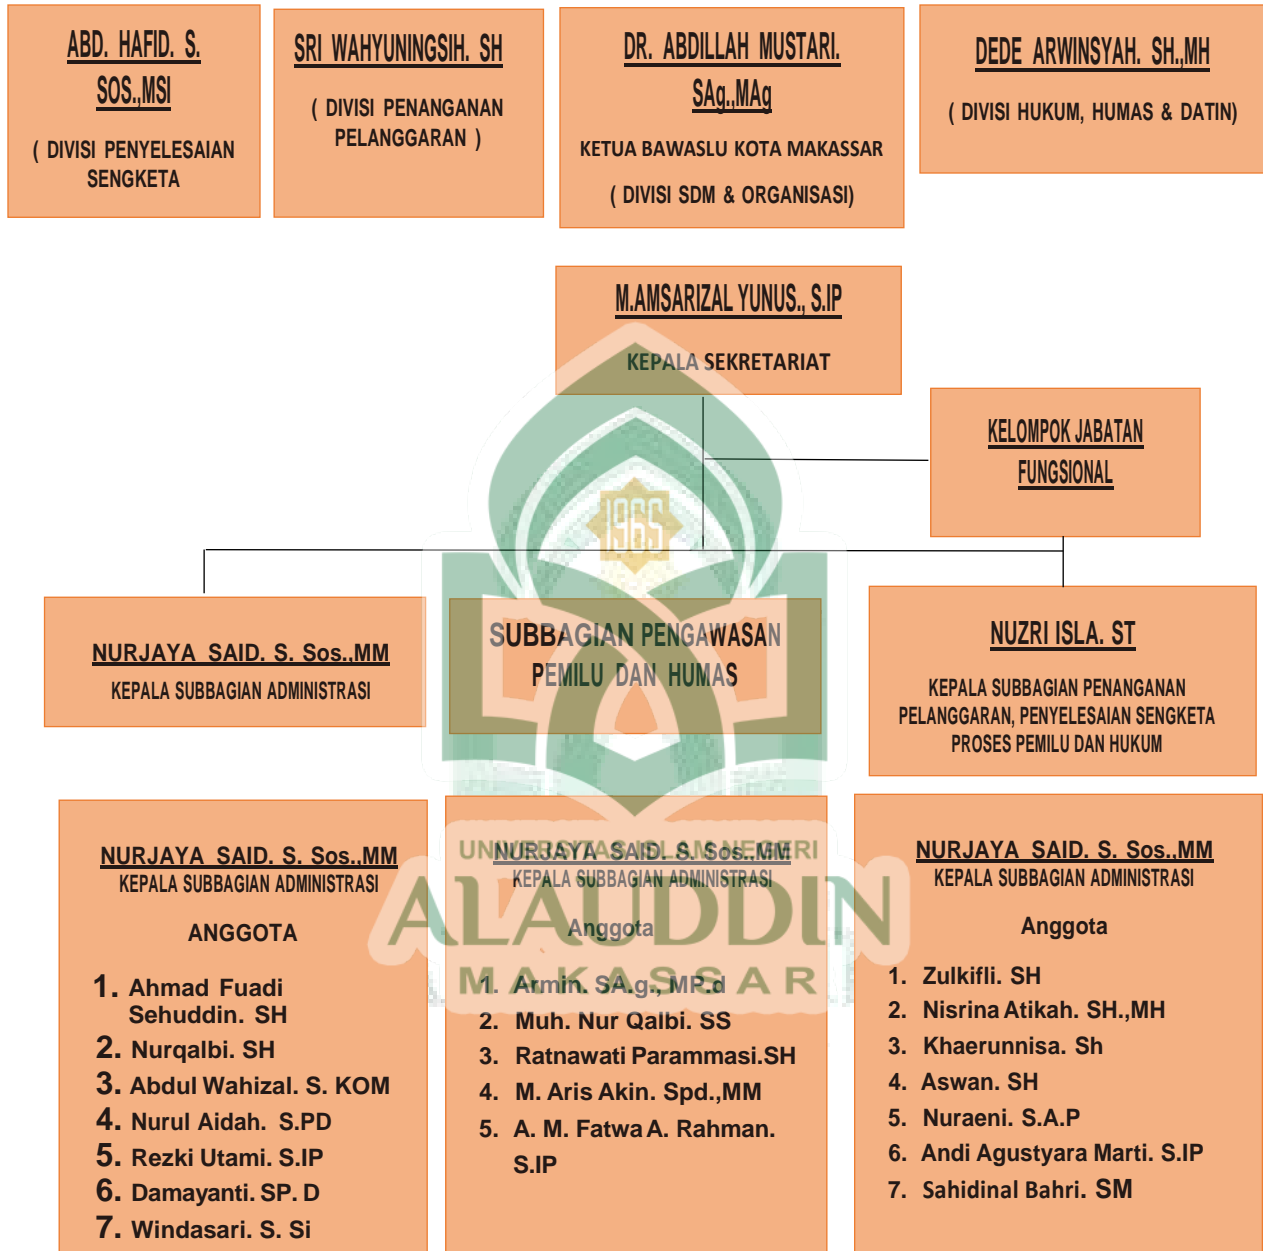 ABD. HAFID. S.
SOS.,MSI
( DIVISI PENYELESAIAN
SENGKETA
SRI WAHYUNINGSIH. SH
( DIVISI PENANGANAN
PELANGGARAN )
DR. ABDILLAH MUSTARI.
SAg.,MAg
KETUA BAWASLU KOTA MAKASSAR
( DIVISI SDM & ORGANISASI)
DEDE ARWINSYAH. SH.,MH
( DIVISI HUKUM, HUMAS & DATIN)
M.AMSARIZAL YUNUS., S.IP
KEPALA SEKRETARIAT
KELOMPOK JABATAN
FUNGSIONAL
1965
NURJAYA SAID. S. Sos.,MM
KEPALA SUBBAGIAN ADMINISTRASI
SUBBAGIAN PENGAWASAN
PEMILU DAN HUMAS
NUZRI ISLA. ST
KEPALA SUBBAGIAN PENANGANAN
PELANGGARAN, PENYELESAIAN SENGKETA
PROSES PEMILU DAN HUKUM
NURJAYA SAID. S. Sos.,MM
KEPALA SUBBAGIAN ADMINISTRASI
ANGGOTA
1. Ahmad Fuadi
Sehuddin. SH
2. Nurqalbi. SH
3. Abdul Wahizal. S. KOM
4. Nurul Aidah. S.PD
5. Rezki Utami. S.IP
6. Damayanti. SP. D
7. Windasari. S. Si
NURJAYA SAID. S. Sos.,MM
KEPALA SUBBAGIAN ADMINISTRASI
Anggota
1. Armin. SA.g., MP.d
2. Muh. Nur Qalbi. SS
3. Ratnawati Parammasi.SH
4. M. Aris Akin. Spd.,MM
5. A. M. Fatwa A. Rahman.
S.IP
NURJAYA SAID. S. Sos.,MM
KEPALA SUBBAGIAN ADMINISTRASI
Anggota
1. Zulkifli. SH
2. Nisrina Atikah. SH.,MH
3. Khaerunnisa. Sh
4. Aswan. SH
5. Nuraeni. S.A.P
6. Andi Agustyara Marti. S.IP
7. Sahidinal Bahri. SM
UNIVERSITAS ISLAM NEGERI
ALAUDDIN
MAKASSAR